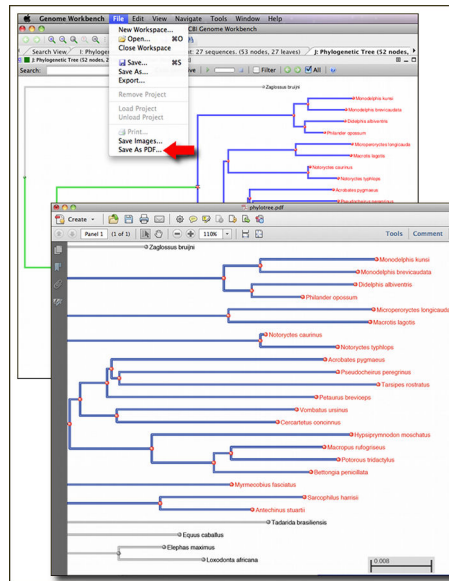 Genome Workbench File Edit View Navigate Tools Window Help
NCBI Genome Workbench
New Workspace...
Open... ⌘O
Close Workspace
Save... ⌘S
Save As...
Export...
Remove Project
Load Project
Unload Project
Print...
Save Images...
Save As PDF...
Search View
27 sequences. (53 nodes, 27 leaves)
J: Phylogenetic Tree (52 nodes,
Search:
Filter
All
Zaglossus bruijni
Monodelphis kunsi
Monodelphis brevicaudata
Didelphis albiventris
Philander opossum
Microperoryctes longicauda
Macrotis lagotis
Notoryctes caurinus
Notoryctes typhlops
Acrobates pygmaeus
Pseudocheirus peregrinus
phylotree.pdf
Create
Panel 1 (1 of 1) 110% Tools Comment
Zaglossus bruijni
Monodelphis kunsi
Monodelphis brevicaudata
Didelphis albiventris
Philander opossum
Microperoryctes longicauda
Macrotis lagotis
Notoryctes caurinus
Notoryctes typhlops
Acrobates pygmaeus
Pseudocheirus peregrinus
Tarsipes rostratus
Petaurus breviceps
Vombatus ursinus
Cercartetus concinnus
Hypsiprymnodon moschatus
Macropus rufogriseus
Potorous tridactylus
Bettongia penicillata
Myrmecobius fasciatus
Sarcophilus harrisii
Antechinus stuartii
Tadarida brasiliensis
Equus caballus
Elephas maximus
Loxodonta africana
0.008